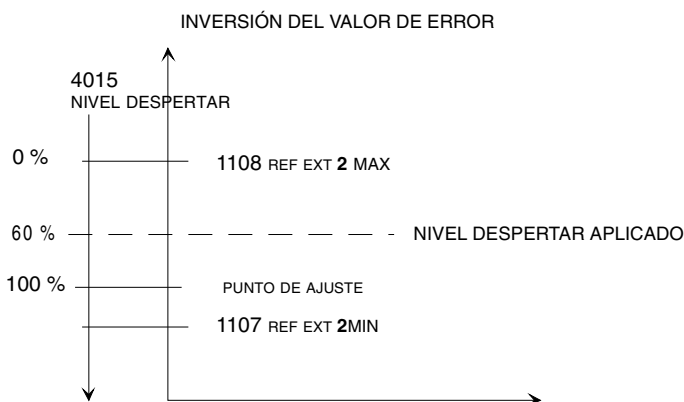 INVERSIÓN DEL VALOR DE ERROR
4015
NIVEL DESPERTAR
0 %
1108 REF EXT 2 MAX
60 %
NIVEL DESPERTAR APLICADO
100 %
PUNTO DE AJUSTE
1107 REF EXT 2MIN